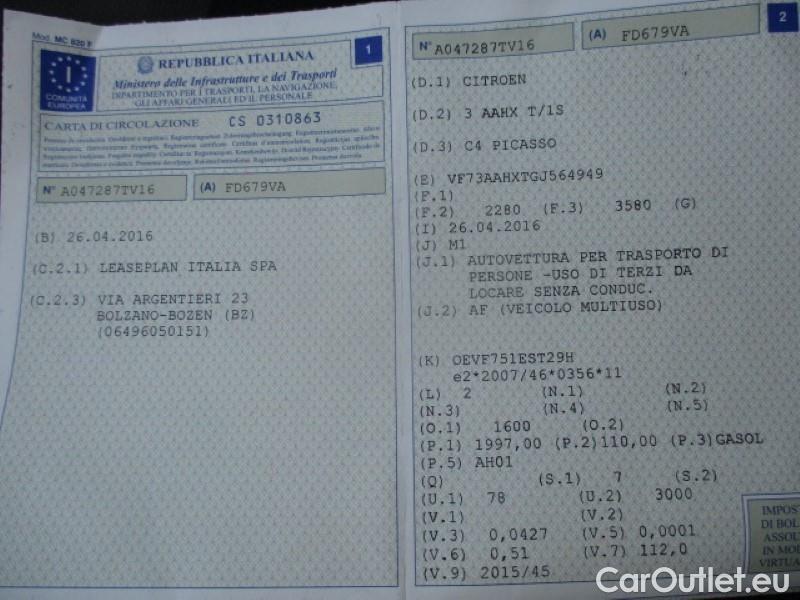 Mod. MC 820 F
REPUBBLICA ITALIANA
1
Ministero delle Infrastrutture e dei Trasporti
DIPARTIMENTO PER I TRASPORTI, LA NAVIGAZIONE,
GLI AFFARI GENERALI ED IL PERSONALE
I
COMUNITÀ
EUROPEA
CARTA DI CIRCOLAZIONE CS 0310863
N° A047287TV16 (A) FD679VA
(B) 26.04.2016
(C.2.1) LEASEPLAN ITALIA SPA
(C.2.3) VIA ARGENTIERI 23
BOLZANO-BOZEN (BZ)
(06496050151)
N° A047287TV16 (A) FD679VA
2
(D.1) CITROEN
(D.2) 3 AAHX T/1S
(D.3) C4 PICASSO
(E) VF73AAHXTGJ564949
(F.1)
(F.2) 2280 (F.3) 3580 (G)
(I) 26.04.2016
(J) M1
(J.1) AUTOVETTURA PER TRASPORTO DI
PERSONE -USO DI TERZI DA
LOCARE SENZA CONDUC.
(J.2) AF (VEICOLO MULTIUSO)
(K) OEVF751EST29H
e2*2007/46*0356*11
(L) 2 (N.1) (N.2)
(N.3) (N.4) (N.5)
(O.1) 1600 (O.2)
(P.1) 1997,00 (P.2)110,00 (P.3)GASOL
(P.5) AH01
(Q) (S.1) 7 (S.2)
(U.1) 78 (U.2) 3000
(V.1) (V.2)
(V.3) 0,0427 (V.5) 0,0001
(V.6) 0,51 (V.7) 112,0
(V.9) 2015/45
IMPOST
DI BOL
ASSOL
IN MO
VIRTUA
CarOutlet.eu